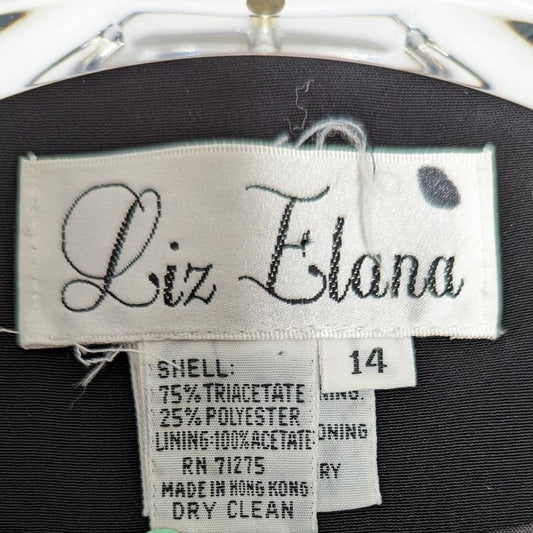 Liz Elana
14
SHELL:
75% TRIACETATE
25% POLYESTER
LINING:100% ACETATE
RN 71275
MADE IN HONG KONG
DRY CLEAN